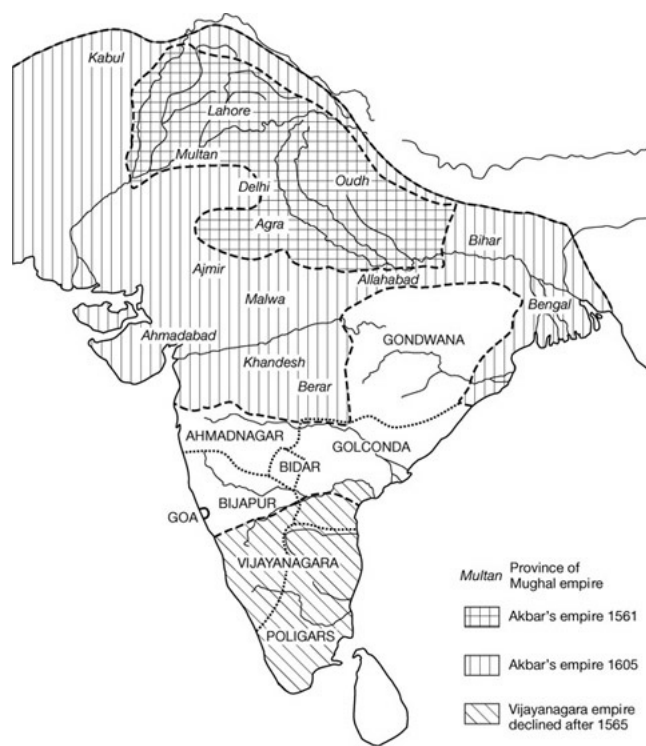 Kabul
Lahore
Multan
Delhi
Oudh
Agra
Bihar
Ajmir
Allahabad
Malwa
Bengal
Ahmadabad
GONDWANA
Khandesh
Berar
AHMADNAGAR
GOLCONDA
BIDAR
BIJAPUR
GOA
VIJAYANAGARA
POLIGARS
Multan Province of
Mughal empire
Akbar's empire 1561
Akbar's empire 1605
Vijayanagara empire
declined after 1565